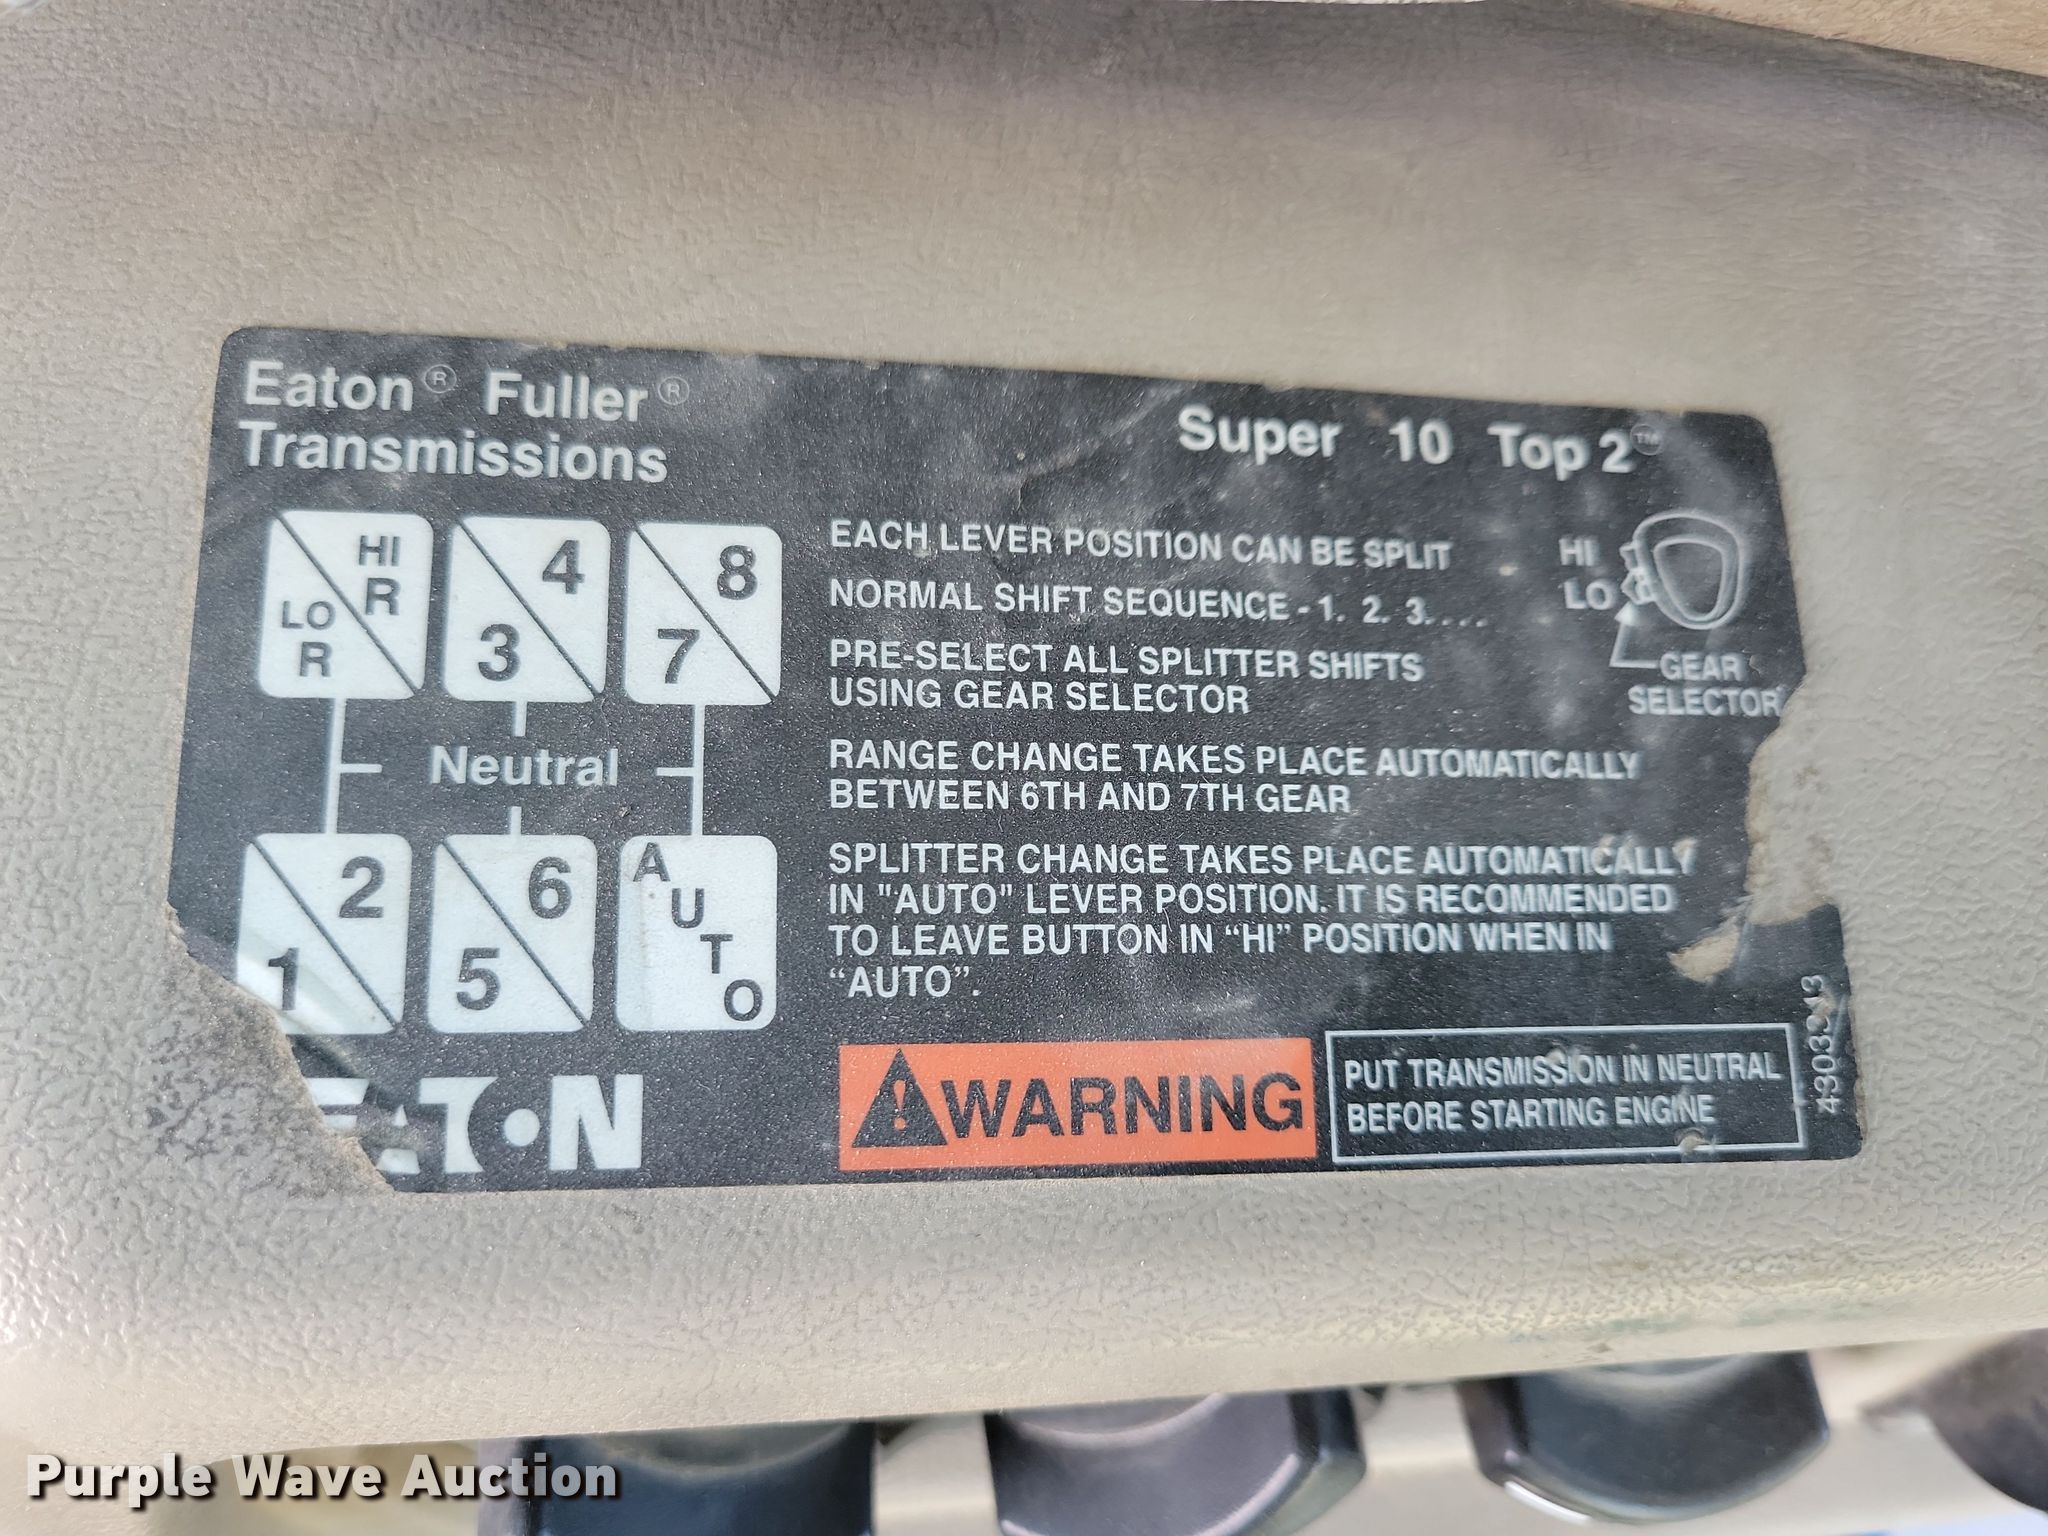 Eaton® Fuller®
Transmissions
Super 10 Top 2™
HI
R
LO
R
4
3
8
7
Neutral
2
1
6
5
AUTO
EACH LEVER POSITION CAN BE SPLIT
NORMAL SHIFT SEQUENCE - 1. 2. 3. . . .
PRE-SELECT ALL SPLITTER SHIFTS
USING GEAR SELECTOR
HI
LO
GEAR
SELECTOR
RANGE CHANGE TAKES PLACE AUTOMATICALLY
BETWEEN 6TH AND 7TH GEAR
SPLITTER CHANGE TAKES PLACE AUTOMATICALLY
IN "AUTO" LEVER POSITION. IT IS RECOMMENDED
TO LEAVE BUTTON IN “HI” POSITION WHEN IN
“AUTO”.
EATON
WARNING
PUT TRANSMISSION IN NEUTRAL
BEFORE STARTING ENGINE
Purple Wave Auction